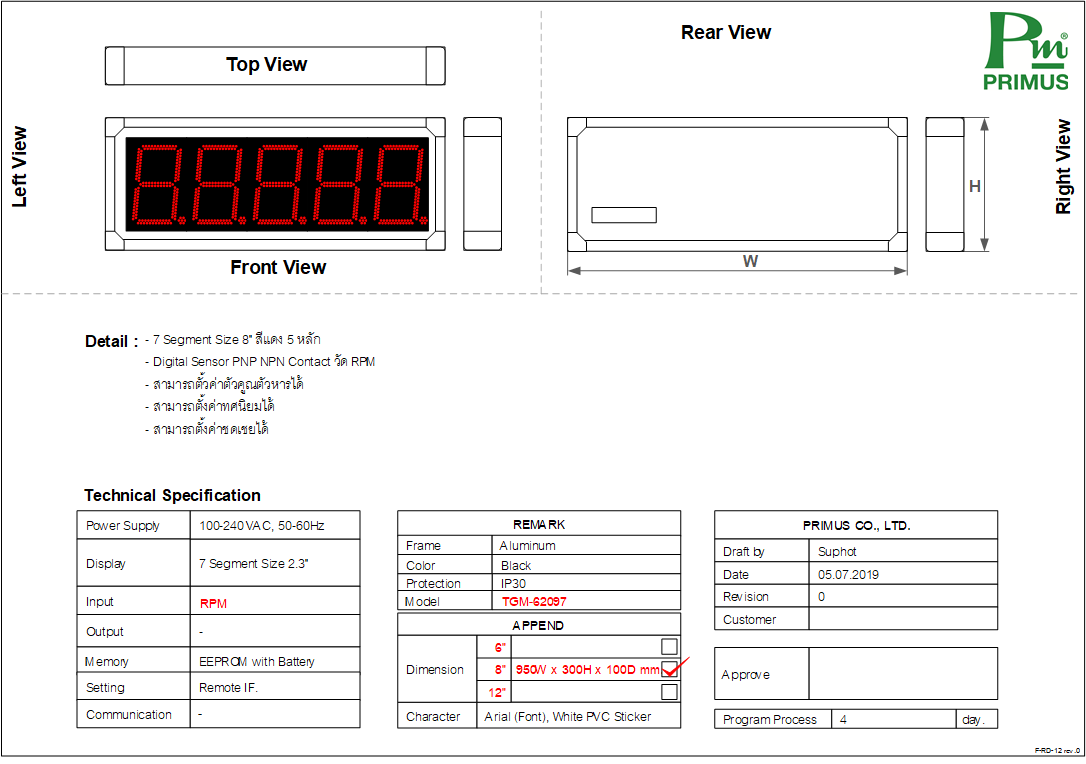 Rear View
Pm®
PRIMUS
Top View
Left View
Right View
88888
H
W
Front View
Detail : - 7 Segment Size 8" สีแดง 5 หลัก
- Digital Sensor PNP NPN Contact วัด RPM
- สามารถตั้วค่าตัวคูณตัวหารได้
- สามารถตั้งค่าทศนิยมได้
- สามารถตั้งค่าชดเชยได้
Technical Specification
Power Supply 100-240VAC, 50-60Hz
Display 7 Segment Size 2.3"
Input RPM
Output -
Memory EEPROM with Battery
Setting Remote IF.
Communication -
REMARK
Frame Aluminum
Color Black
Protection IP30
Model TGM-62097
APPEND
Dimension
6"
8" 950W x 300H x 100D mm
12"
Character Arial (Font), White PVC Sticker
PRIMUS CO., LTD.
Draft by Suphot
Date 05.07.2019
Revision 0
Customer
Approve
Program Process 4 day.
F-RD-12 rev.0